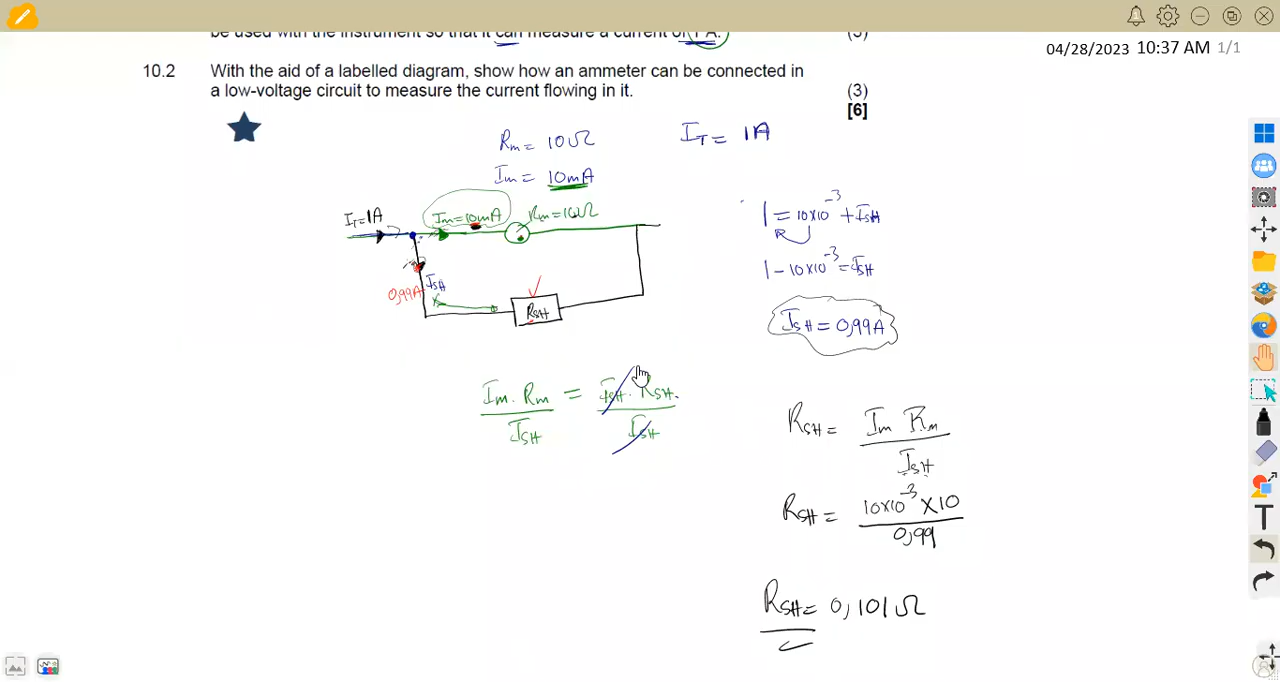 be used with the instrument so that it can measure a current of 1 A. (3)
04/28/2023 10:37 AM 1/1
10.2 With the aid of a labelled diagram, show how an ammeter can be connected in
a low-voltage circuit to measure the current flowing in it. (3)
[6]
Rm = 10Ω
IT = 1A
Im = 10mA
IT=1A
Im=10mA
Rm=10Ω
1 = 10×10⁻³ + ISH
1 - 10×10⁻³ = ISH
ISH
0,99A
RSH
ISH = 0,99A
Im. Rm = ISH. RSH.
ISH ISH
RSH = Im Rm
ISH
RSH = 10×10⁻³ × 10
0,99
RSH = 0,101Ω
T